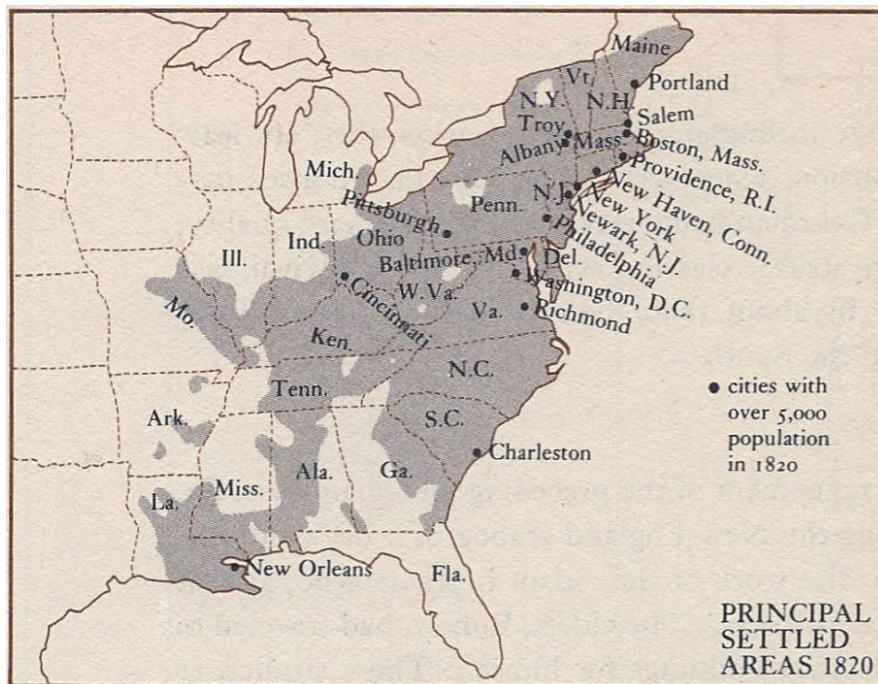 Maine
Vt.
Portland
N.Y.
N.H.
Salem
Troy
Boston, Mass.
Albany
Mass.
Providence, R.I.
Mich.
New Haven, Conn.
N.J.
New York
Pittsburgh
Penn.
Newark, N.J.
Philadelphia
Ind.
Ohio
Ill.
Baltimore, Md.
Del.
Washington, D.C.
W.Va.
Cincinnati
Va.
Richmond
Mo.
Ken.
N.C.
Tenn.
cities with
over 5,000
population
in 1820
Ark.
S.C.
Charleston
Miss.
Ala.
Ga.
La.
New Orleans
Fla.
PRINCIPAL
SETTLED
AREAS 1820